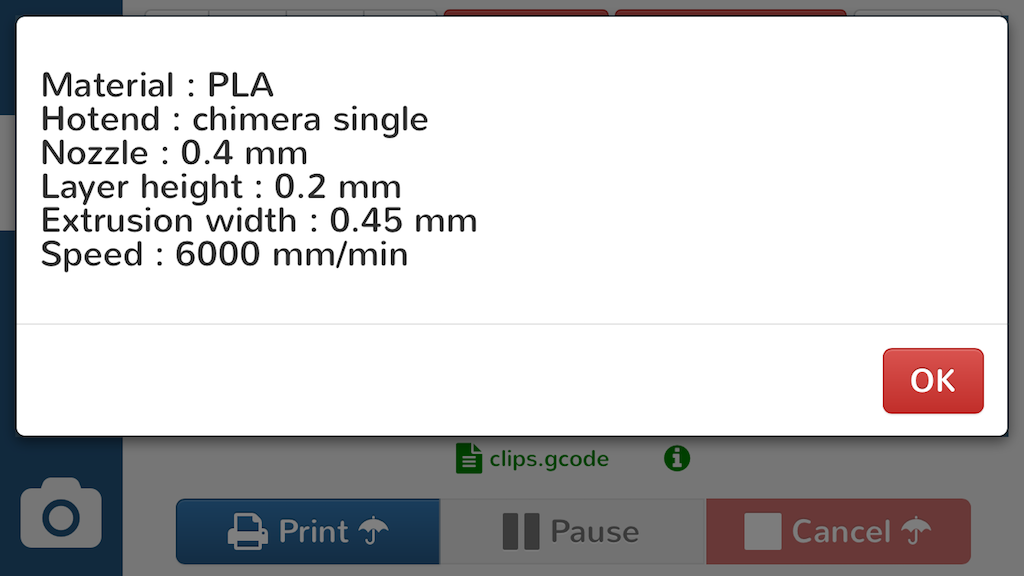 Material : PLA
Hotend : chimera single
Nozzle : 0.4 mm
Layer height : 0.2 mm
Extrusion width : 0.45 mm
Speed : 6000 mm/min
OK
clips.gcode
Print
Pause
Cancel